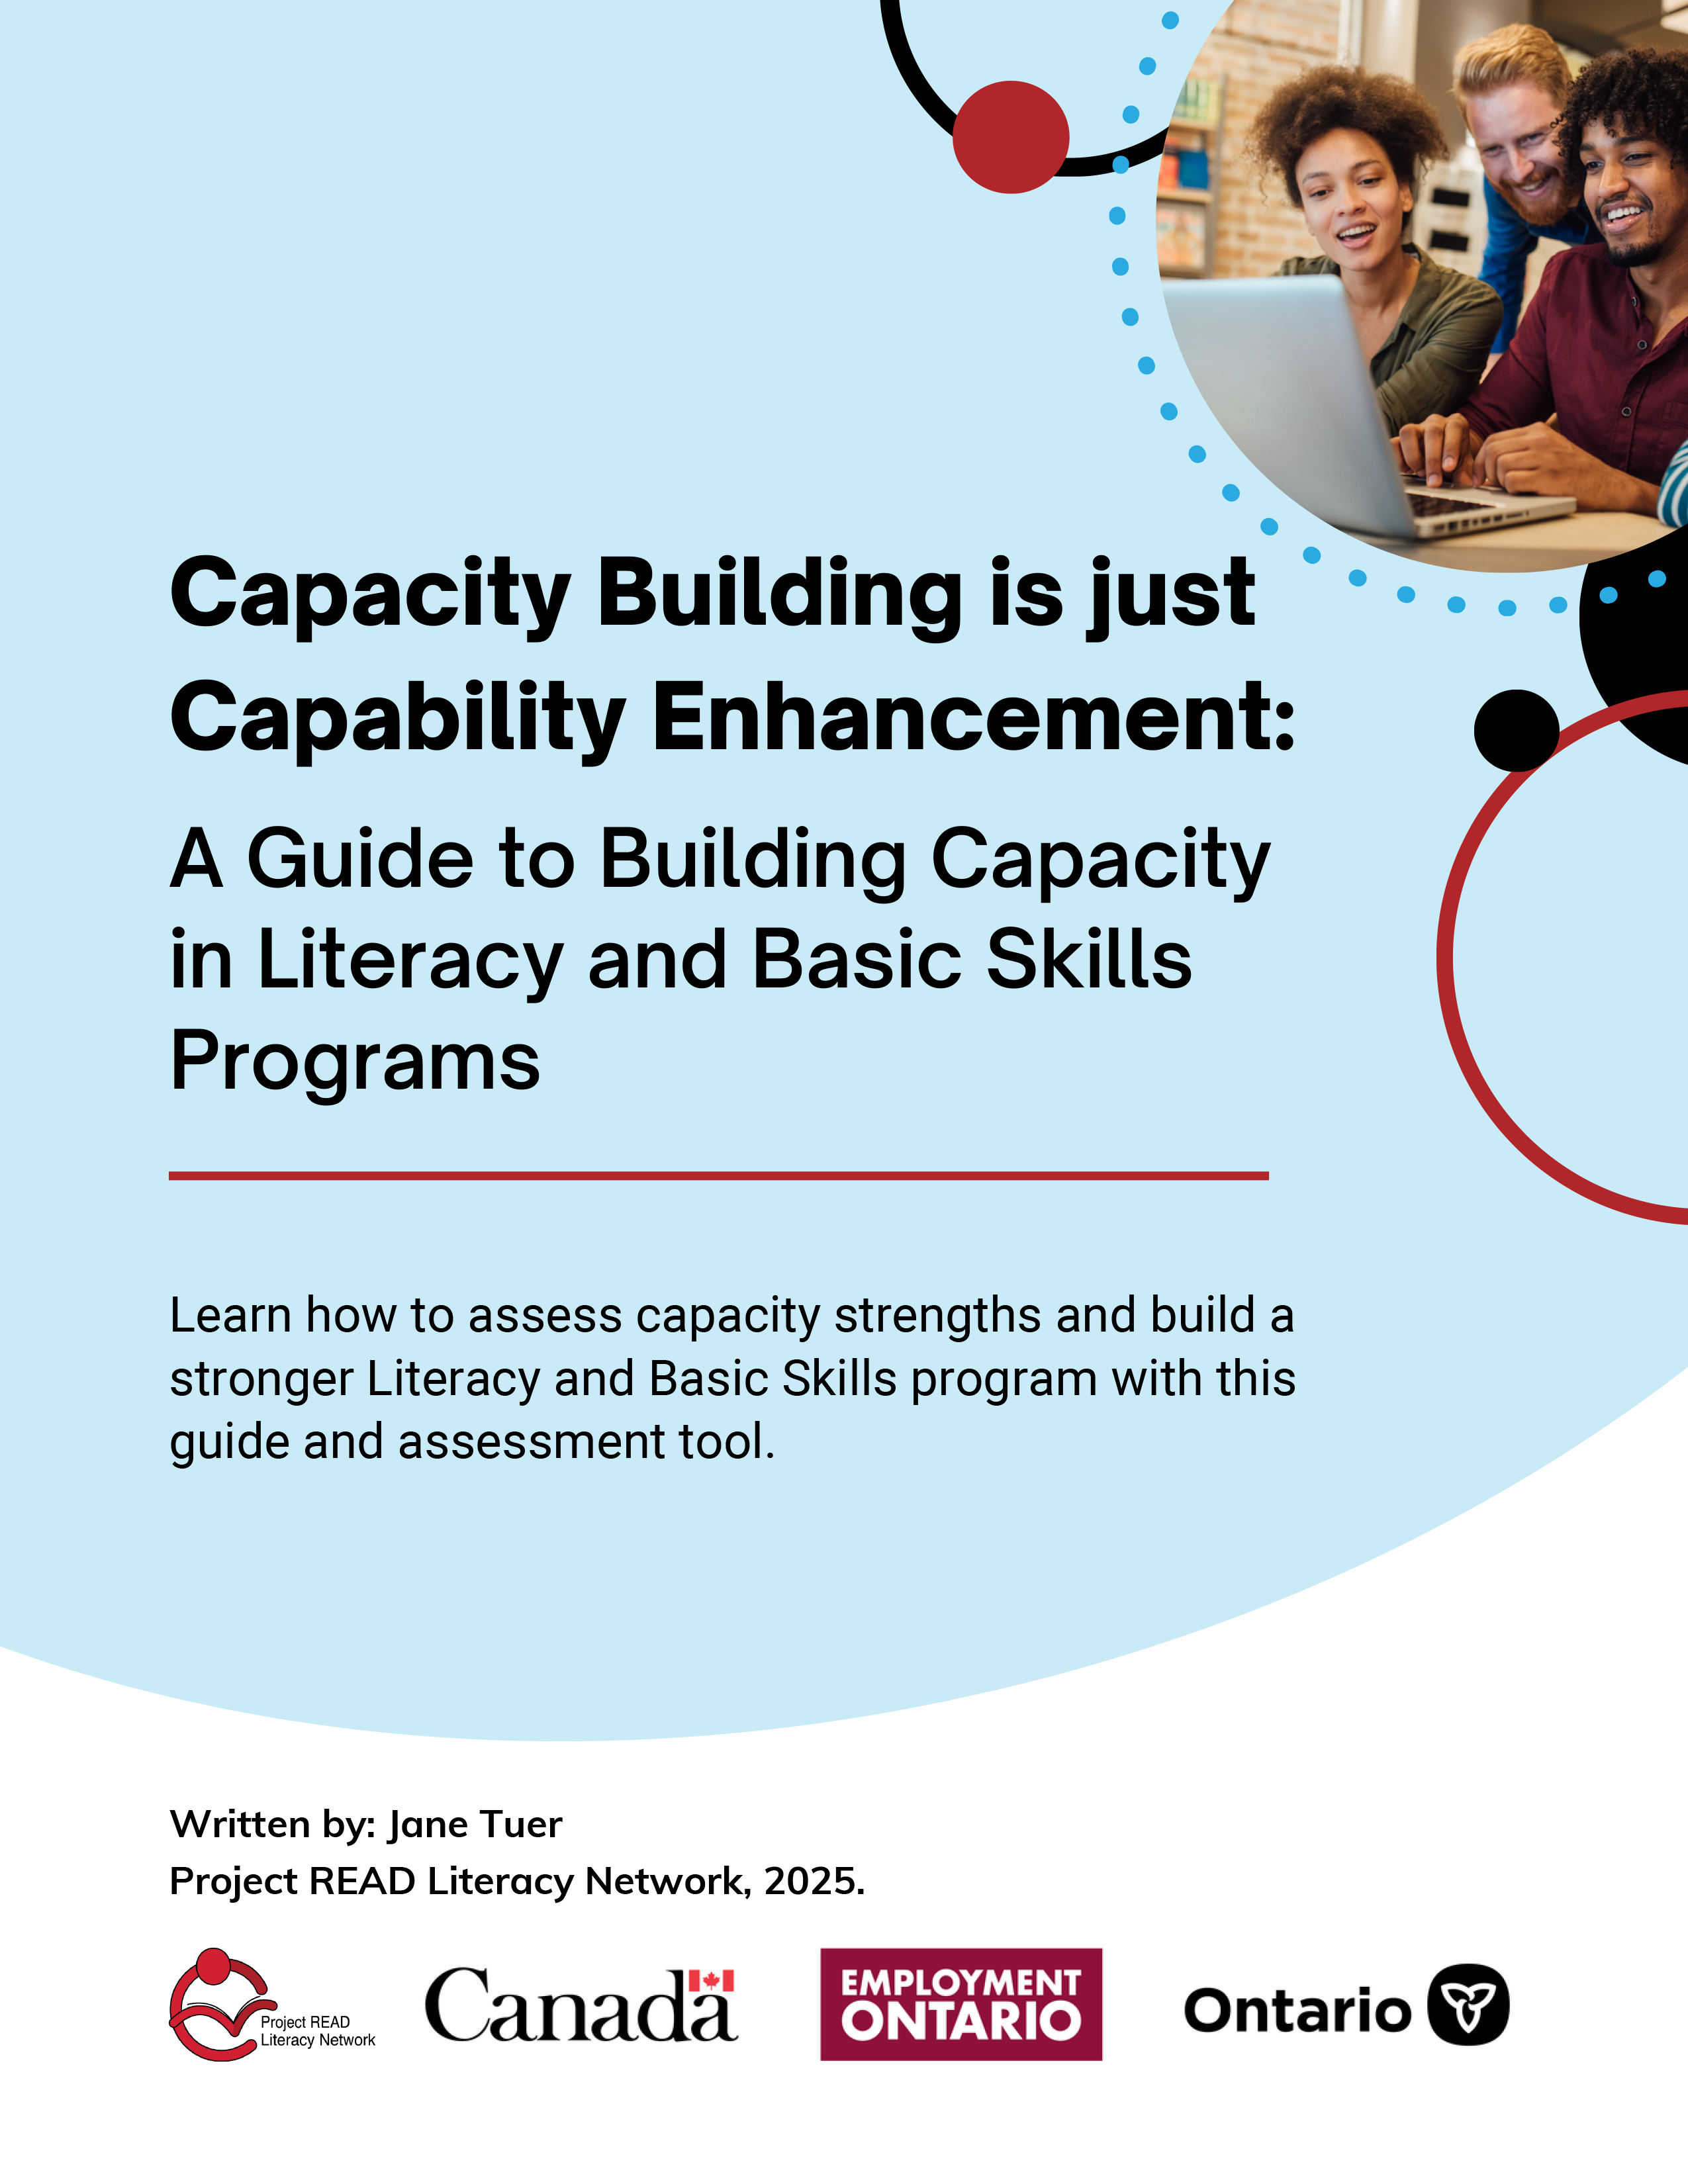 Capacity Building is just
Capability Enhancement:
A Guide to Building Capacity
in Literacy and Basic Skills
Programs
Learn how to assess capacity strengths and build a
stronger Literacy and Basic Skills program with this
guide and assessment tool.
Written by: Jane Tuer
Project READ Literacy Network, 2025.
Project READ
Literacy Network
Canada
EMPLOYMENT
ONTARIO
Ontario